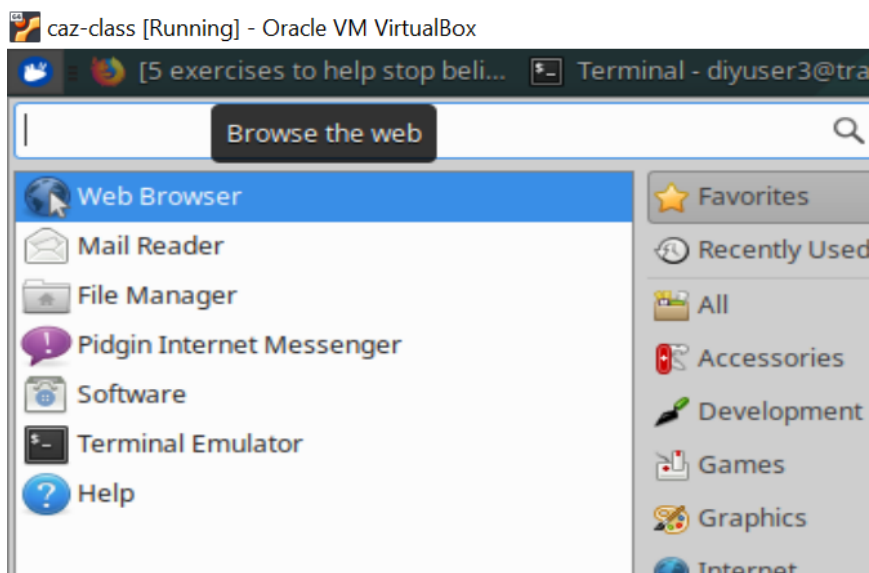 caz-class [Running] - Oracle VM VirtualBox
[5 exercises to help stop beli... Terminal - diyuser3@tra
Browse the web
Web Browser
Mail Reader
File Manager
Pidgin Internet Messenger
Software
Terminal Emulator
Help
Favorites
Recently Used
All
Accessories
Development
Games
Graphics
Internet